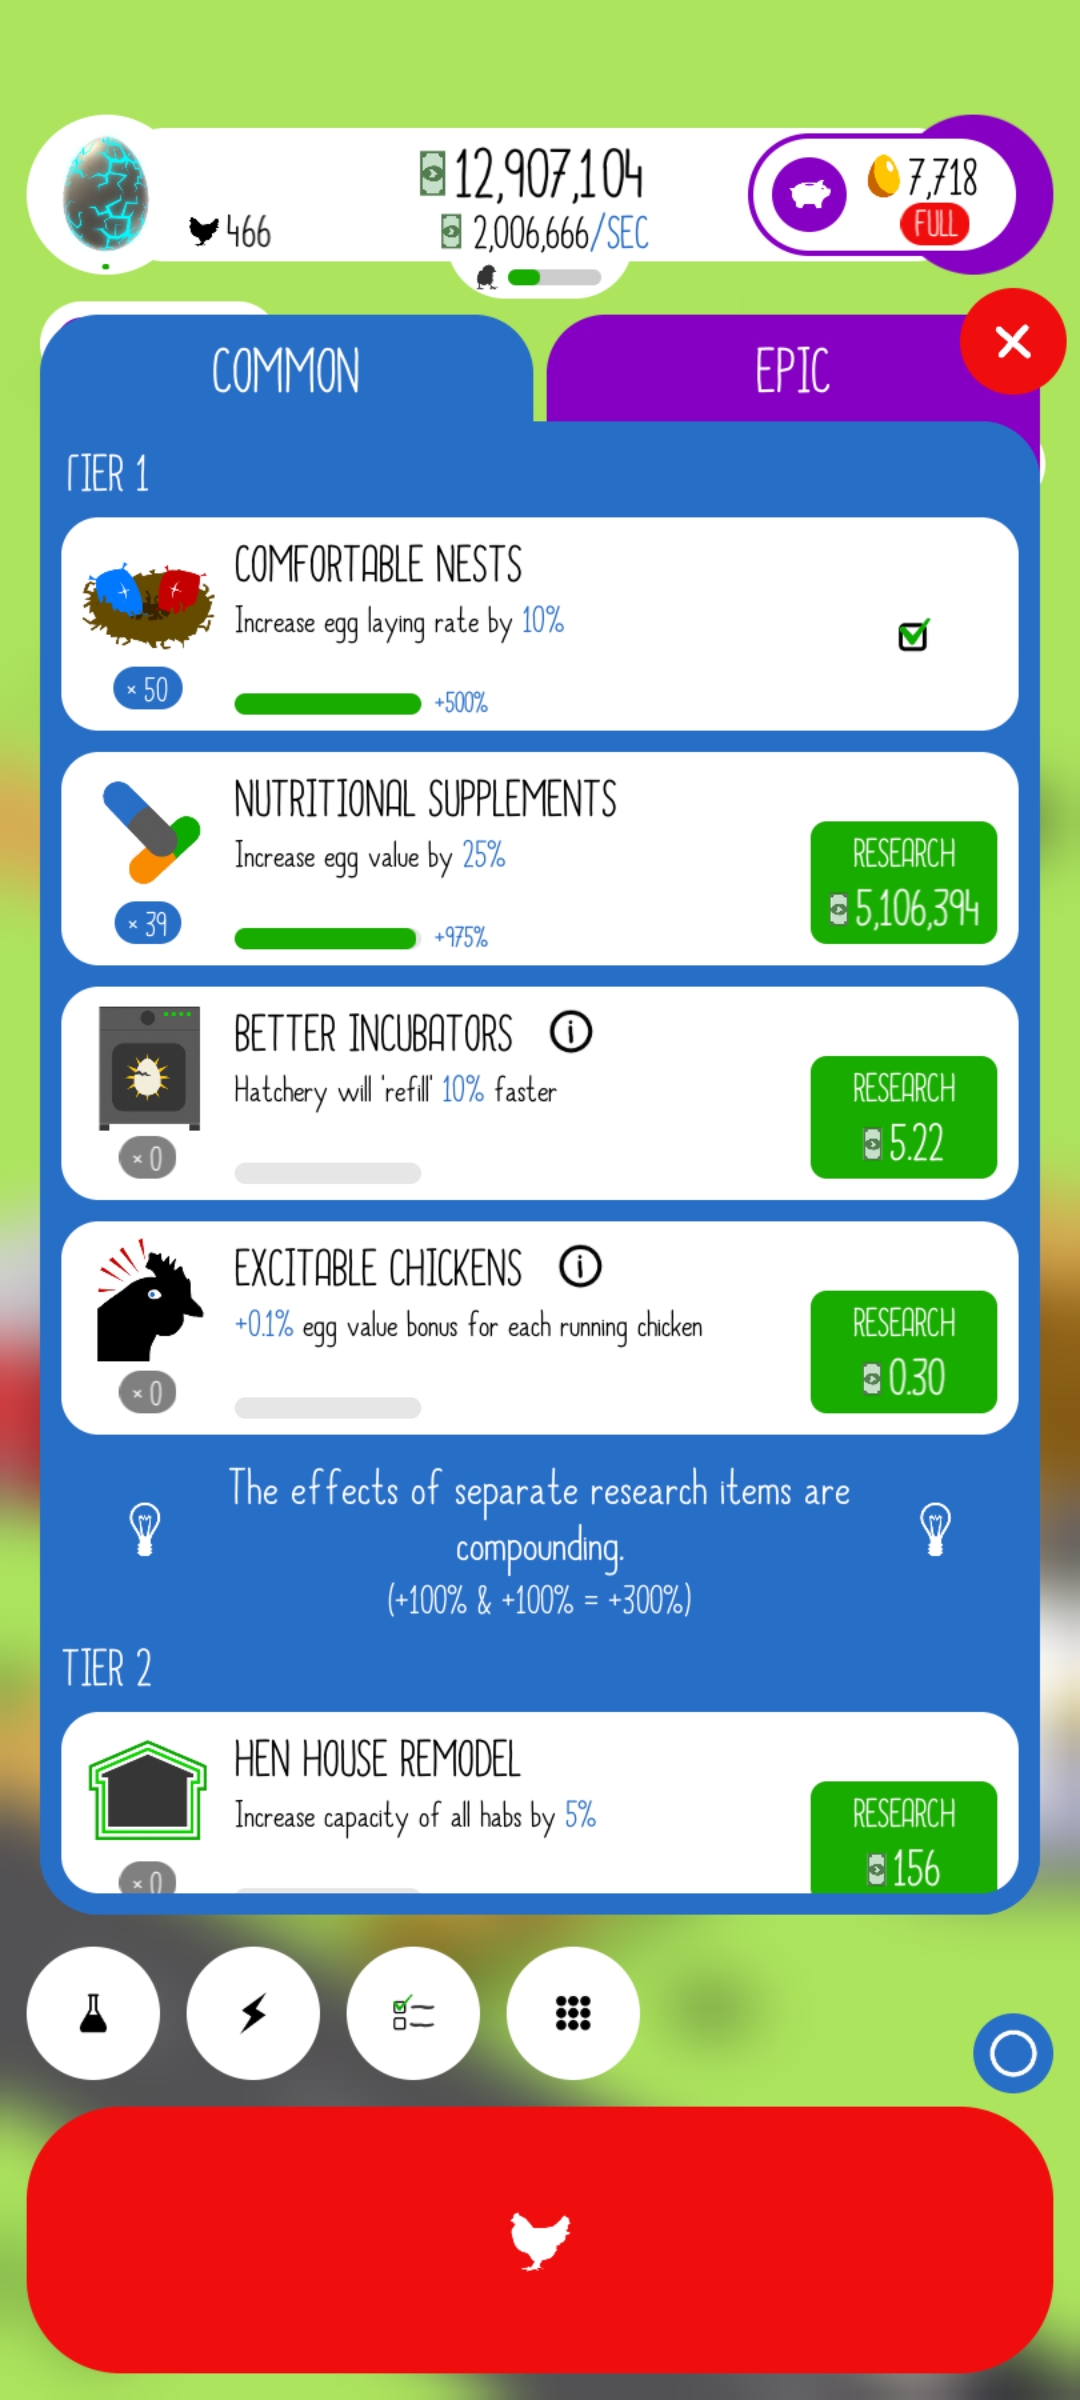 12,907,104
7,718
466
2,006,666/SEC
FULL
COMMON
EPIC
TIER 1
COMFORTABLE NESTS
Increase egg laying rate by 10%
× 50
+500%
NUTRITIONAL SUPPLEMENTS
Increase egg value by 25%
RESEARCH
5,106,394
× 39
+975%
BETTER INCUBATORS
Hatchery will 'refill' 10% faster
RESEARCH
5.22
× 0
EXCITABLE CHICKENS
+0.1% egg value bonus for each running chicken
RESEARCH
0.30
× 0
The effects of separate research items are
compounding.
(+100% & +100% = +300%)
TIER 2
HEN HOUSE REMODEL
Increase capacity of all habs by 5%
RESEARCH
156
× 0